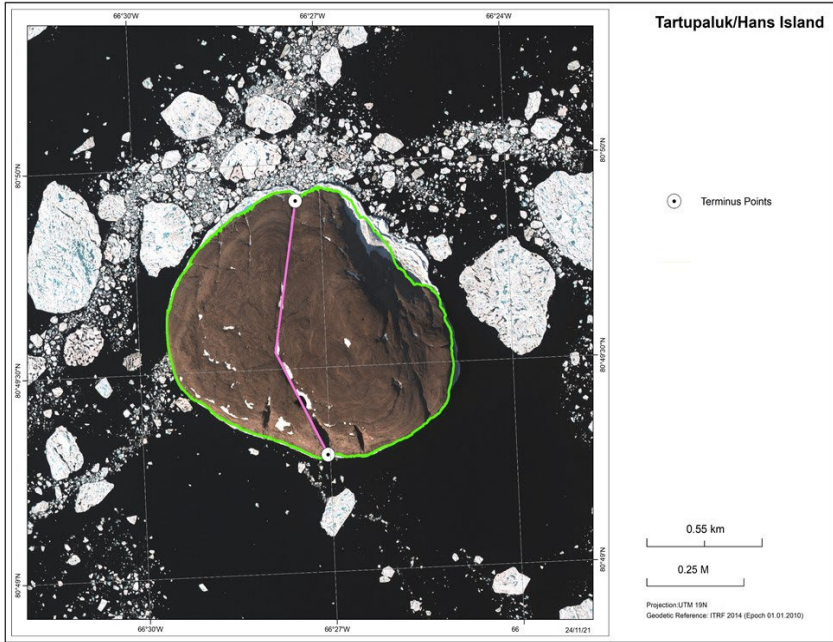 Tartupaluk/Hans Island
66°30'W
66°27'W
66°24'W
80°50'N
80°50'N
Terminus Points
80°49'30"N
80°49'30"N
80°49'N
80°49'N
0.55 km
0.25 M
Projection:UTM 19N
Geodetic Reference: ITRF 2014 (Epoch 01.01.2010)
66°30'W
66°27'W
66
24/11/21